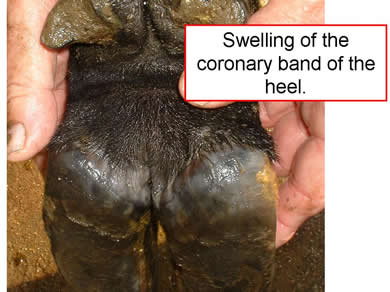 Swelling of the
coronary band of the
heel.